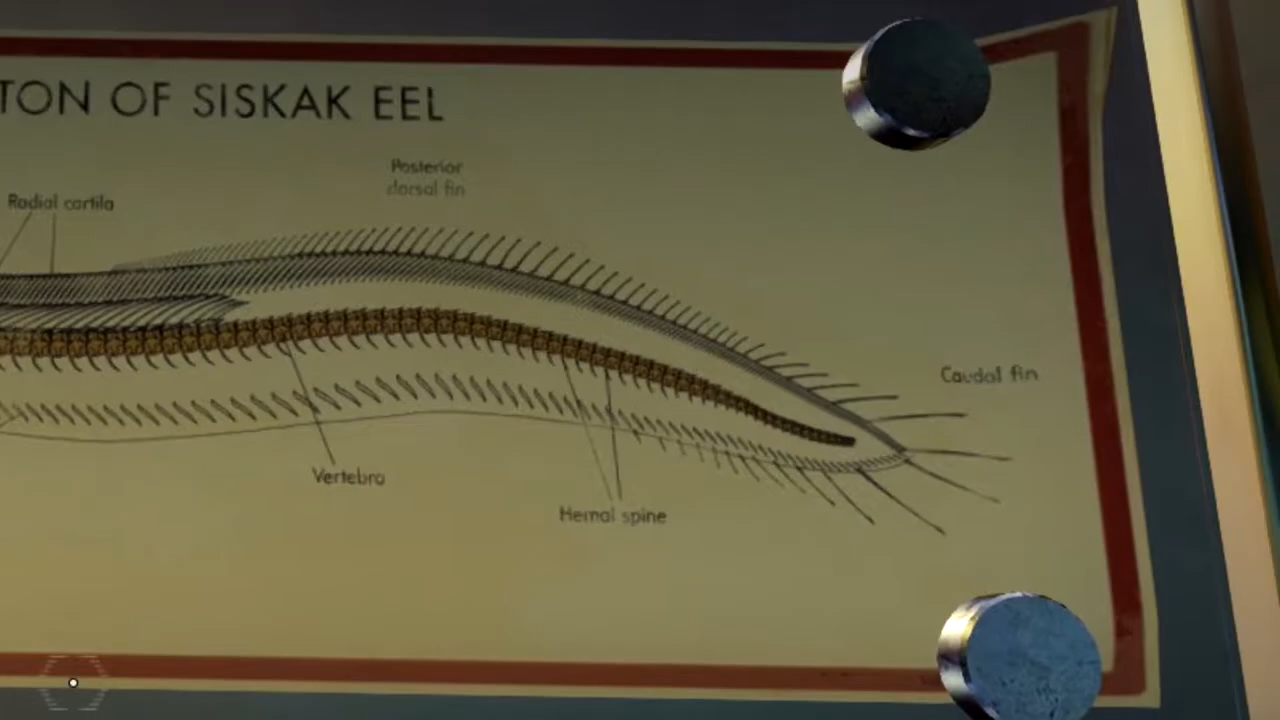 TON OF SISKAK EEL
Posterior
dorsal fin
Radial cartila
Caudal fin
Vertebra
Hemal spine